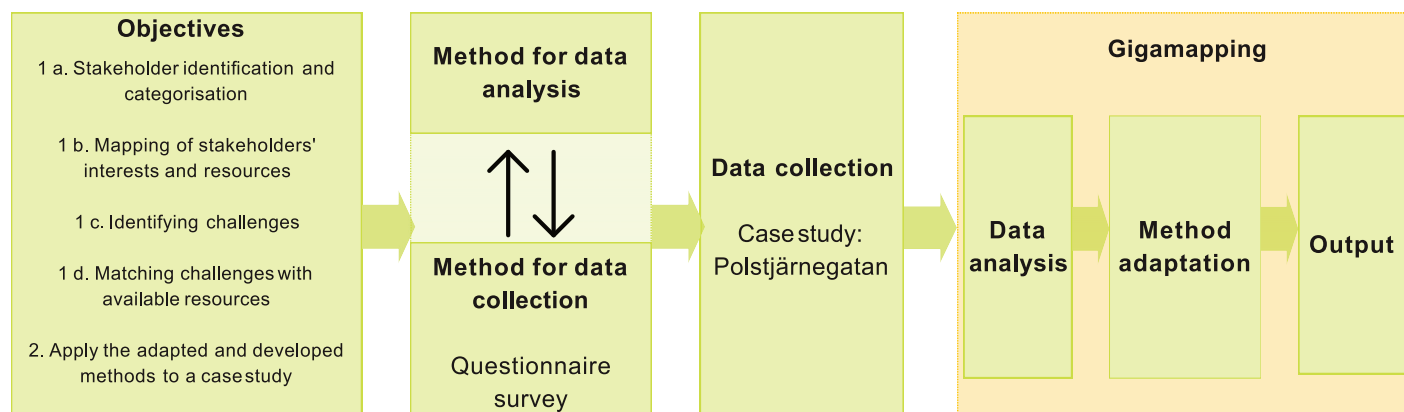 Objectives
1 a. Stakeholder identification and
categorisation
1 b. Mapping of stakeholders'
interests and resources
1 c. Identifying challenges
1 d. Matching challenges with
available resources
2. Apply the adapted and developed
methods to a case study
Method for data
analysis
Method for data
collection
Questionnaire
survey
Data collection
Case study:
Polstjärnegatan
Gigamapping
Data
analysis
Method
adaptation
Output